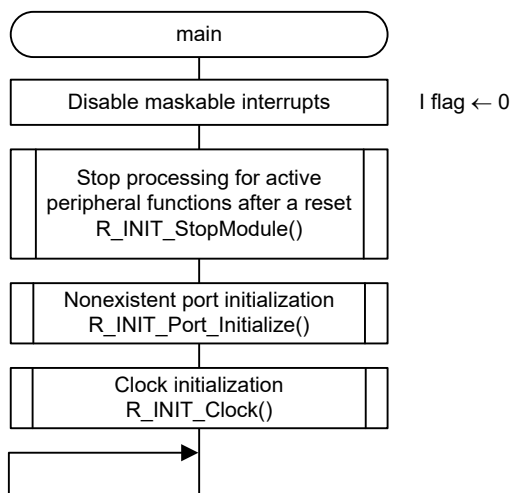 main
Disable maskable interrupts
I flag ← 0
Stop processing for active
peripheral functions after a reset
R_INIT_StopModule()
Nonexistent port initialization
R_INIT_Port_Initialize()
Clock initialization
R_INIT_Clock()